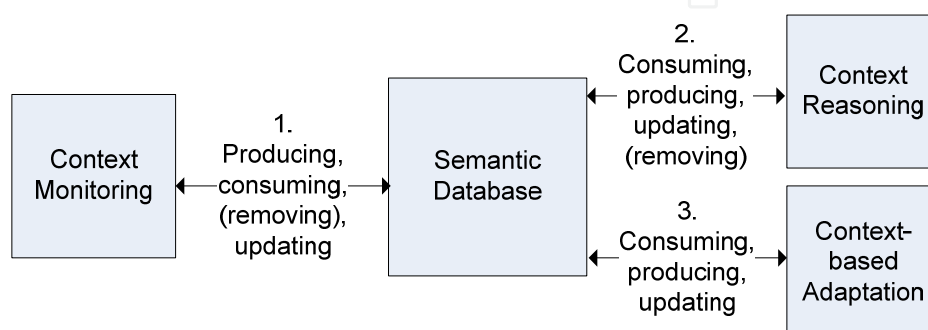 Context
Monitoring
1.
Producing,
consuming,
(removing),
updating
Semantic
Database
2.
Consuming,
producing,
updating,
(removing)
Context
Reasoning
3.
Consuming,
producing,
updating
Context-
based
Adaptation